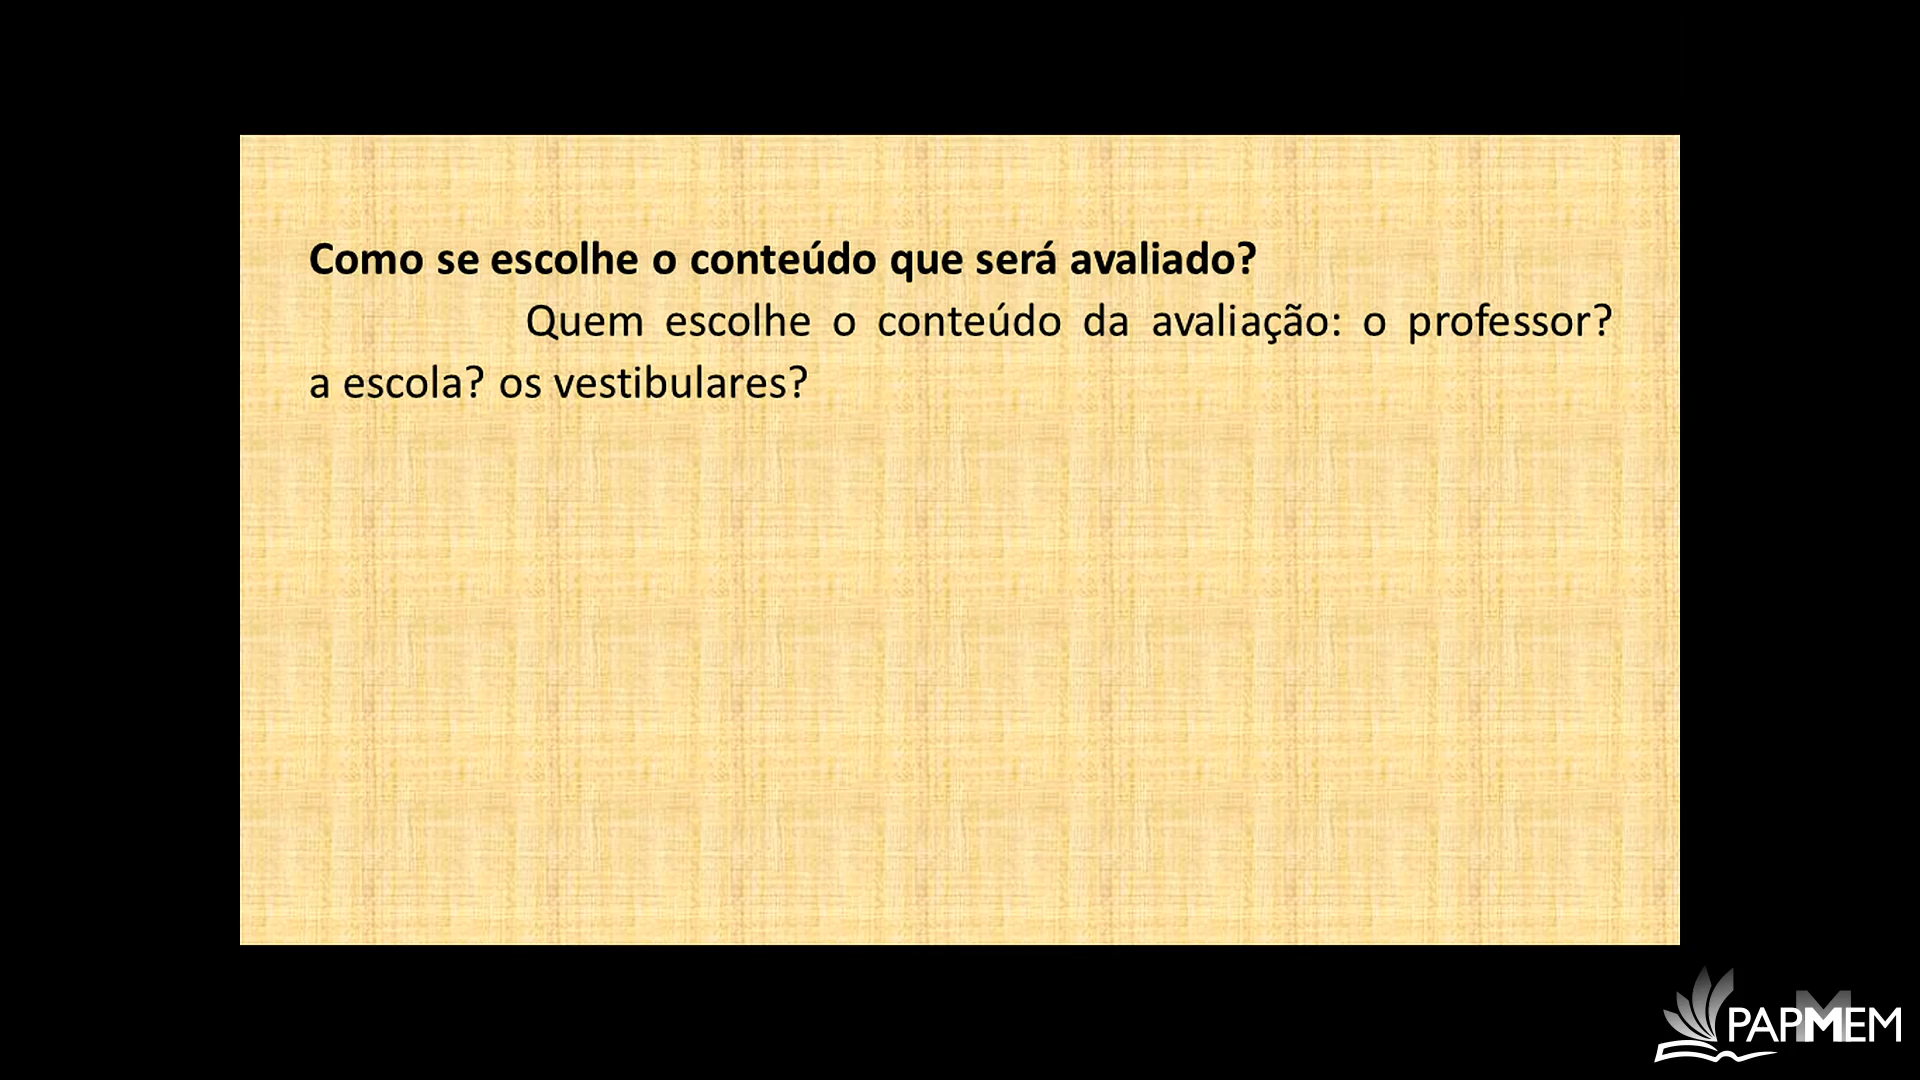 Como se escolhe o conteúdo que será avaliado?
Quem escolhe o conteúdo da avaliação: o professor?
a escola? os vestibulares?
PAPMEM